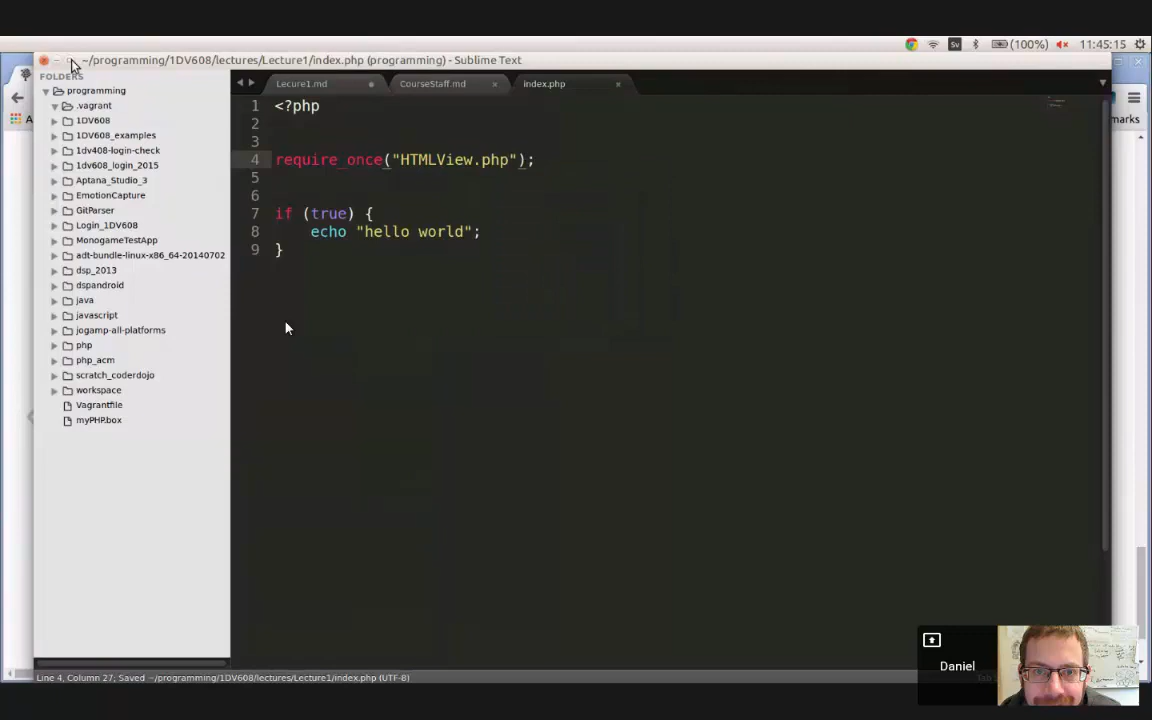 Sv
(100%)
11:45:15
~/programming/1DV608/lectures/Lecture1/index.php (programming) - Sublime Text
FOLDERS
programming
.vagrant
1DV608
1DV608_examples
1dv408-login-check
1dv608_login_2015
Aptana_Studio_3
EmotionCapture
GitParser
Login_1DV608
MonogameTestApp
adt-bundle-linux-x86_64-20140702
dsp_2013
dspandroid
java
javascript
jogamp-all-platforms
php
php_acm
scratch_coderdojo
workspace
Vagrantfile
myPHP.box
Lecure1.md
CourseStaff.md
index.php
1 <?php
2
3
4 require_once("HTMLView.php");
5
6
7 if (true) {
8 echo "hello world";
9 }
A
marks
Line 4, Column 27; Saved ~/programming/1DV608/lectures/Lecture1/index.php (UTF-8)
Daniel